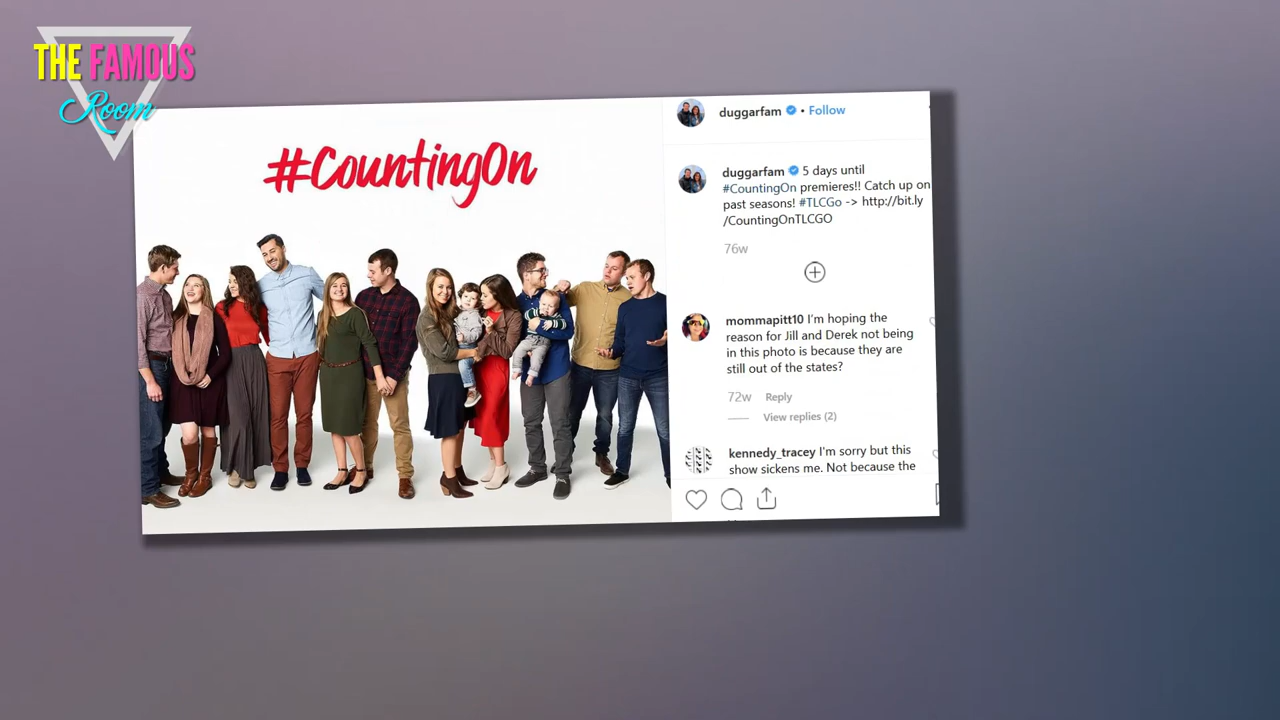 THE FAMOUS
Room
#CountingOn
duggarfam • Follow
duggarfam 5 days until
#CountingOn premieres!! Catch up on
past seasons! #TLCGo -> http://bit.ly
/CountingOnTLCGO
76w
mommapitt10 I'm hoping the
reason for Jill and Derek not being
in this photo is because they are
still out of the states?
72w Reply
View replies (2)
kennedy_tracey I'm sorry but this
show sickens me. Not because the